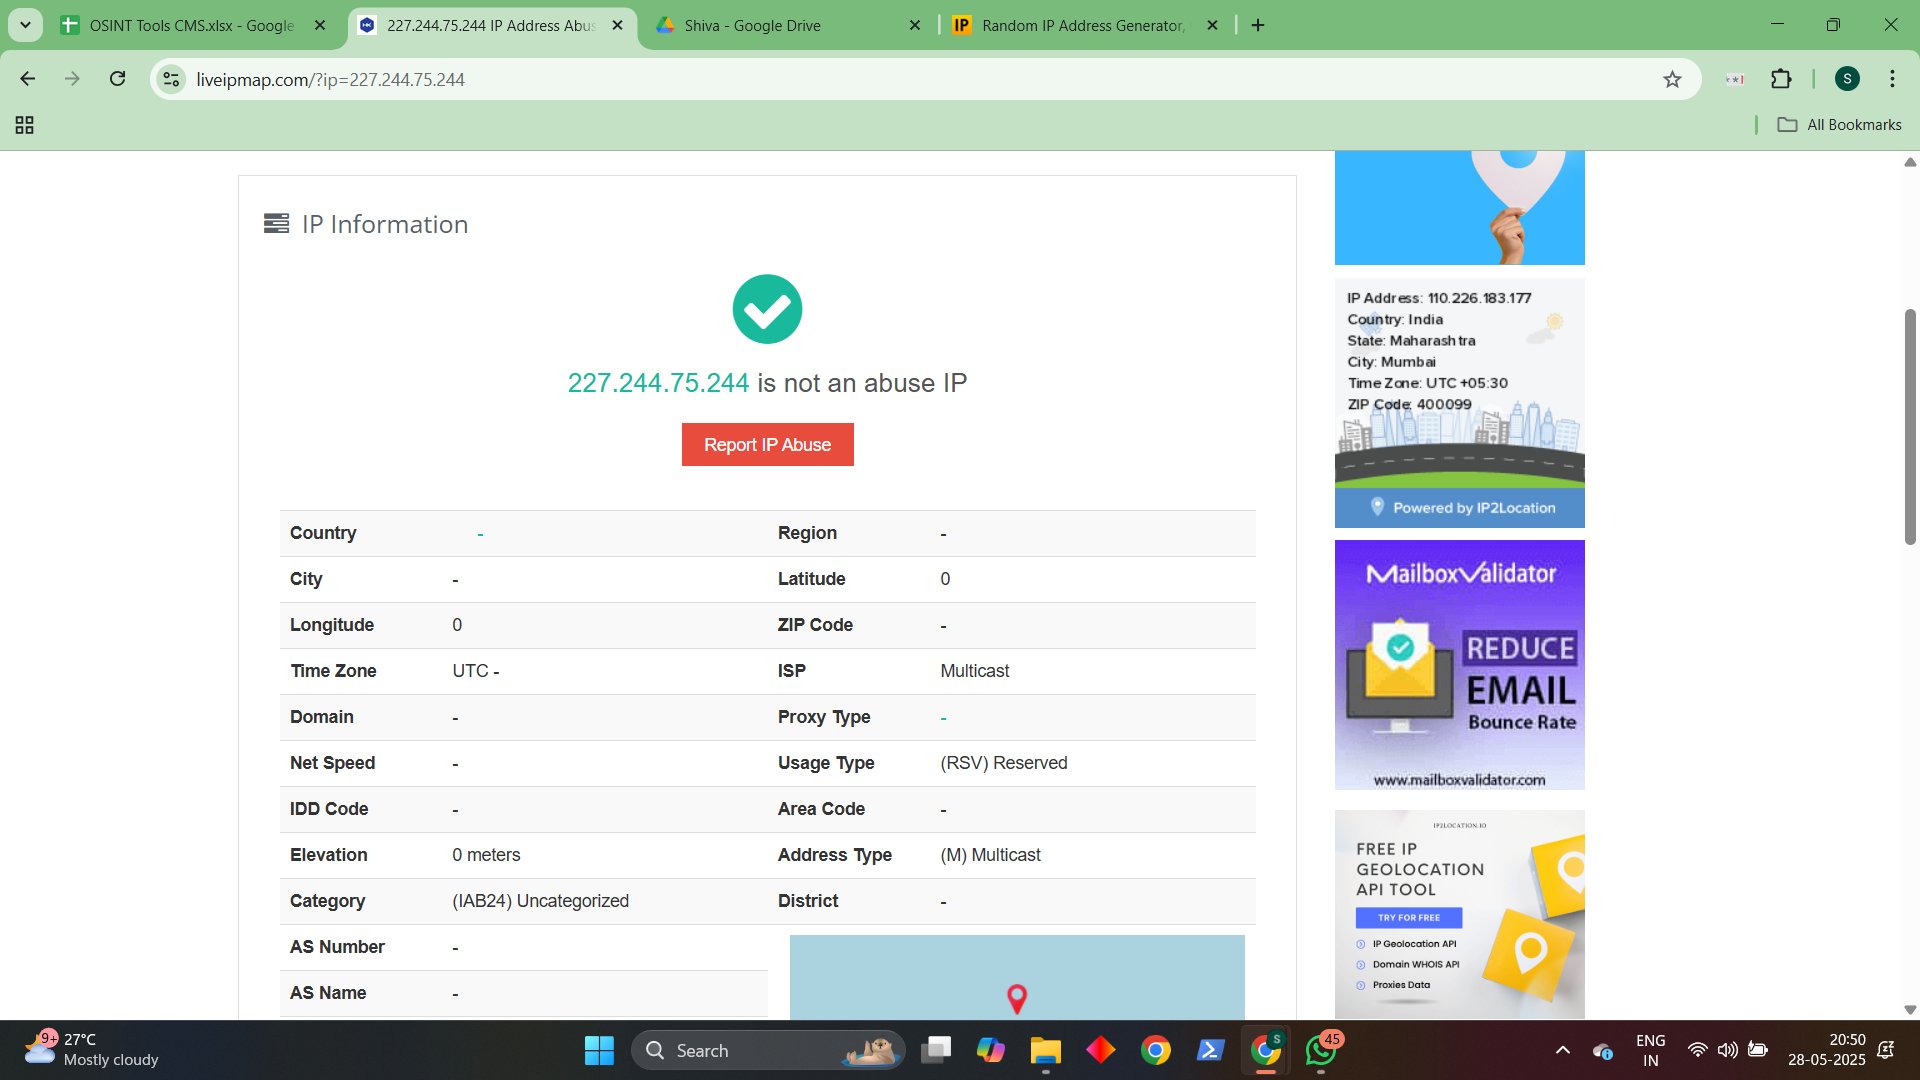 OSINT Tools CMS.xlsx - Google
227.244.75.244 IP Address Abus
Shiva - Google Drive
IP
Random IP Address Generator,
liveipmap.com/?ip=227.244.75.244
S
All Bookmarks
IP Information
227.244.75.244 is not an abuse IP
Report IP Abuse
Country - Region -
City - Latitude 0
Longitude 0 ZIP Code -
Time Zone UTC - ISP Multicast
Domain - Proxy Type -
Net Speed - Usage Type (RSV) Reserved
IDD Code - Area Code -
Elevation 0 meters Address Type (M) Multicast
Category (IAB24) Uncategorized District -
AS Number -
AS Name -
IP Address: 110.226.183.177
Country: India
State: Maharashtra
City: Mumbai
Time Zone: UTC +05:30
ZIP Code: 400099
Powered by IP2Location
MailboxValidator
REDUCE
EMAIL
Bounce Rate
www.mailboxvalidator.com
IP2LOCATION.IO
FREE IP
GEOLOCATION
API TOOL
TRY FOR FREE
IP Geolocation API
Domain WHOIS API
Proxies Data
9+
27°C
Mostly cloudy
Search
S
45
ENG
IN
20:50
28-05-2025